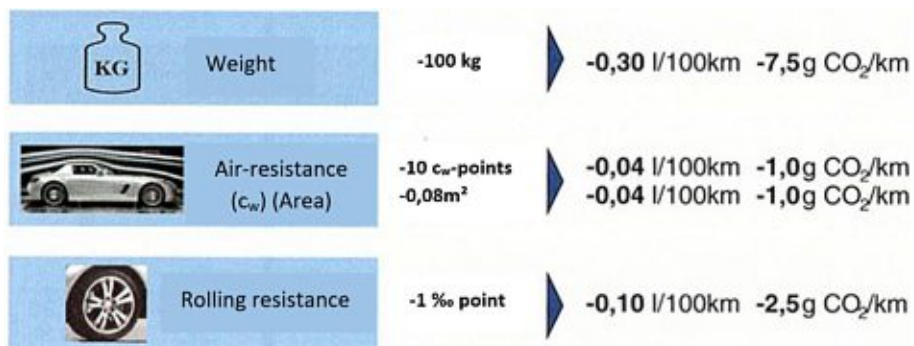 KG Weight -100 kg -0,30 l/100km -7,5g CO₂/km
Air-resistance -10 c_w-points -0,04 l/100km -1,0g CO₂/km
(c_w) (Area) -0,08m² -0,04 l/100km -1,0g CO₂/km
Rolling resistance -1 ‰ point -0,10 l/100km -2,5g CO₂/km